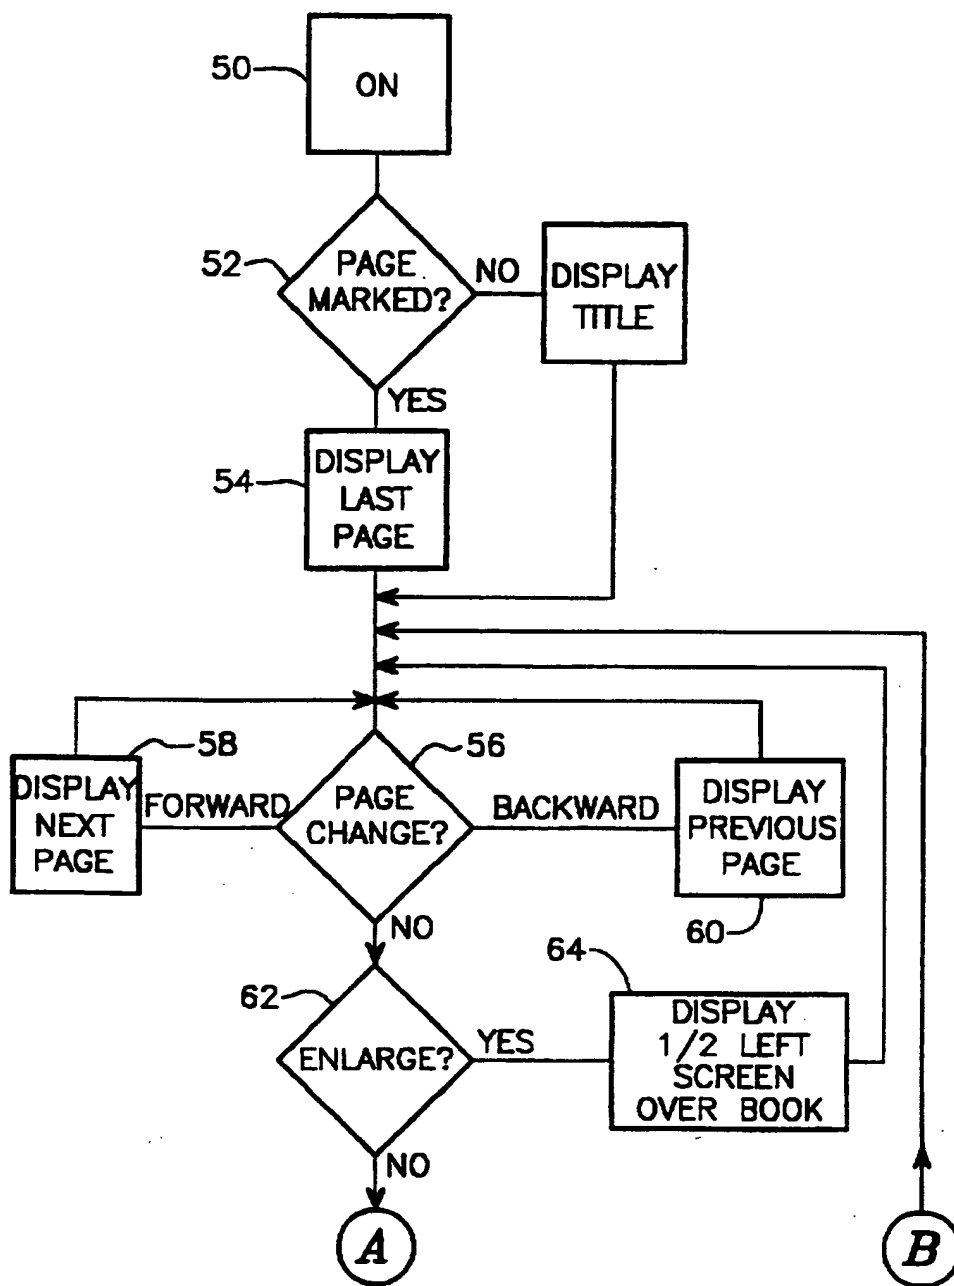 50
ON
52
PAGE
MARKED?
NO
DISPLAY
TITLE
YES
54
DISPLAY
LAST
PAGE
58
DISPLAY
NEXT
PAGE
FORWARD
56
PAGE
CHANGE?
BACKWARD
DISPLAY
PREVIOUS
PAGE
60
NO
62
ENLARGE?
YES
64
DISPLAY
1/2 LEFT
SCREEN
OVER BOOK
NO
A
B